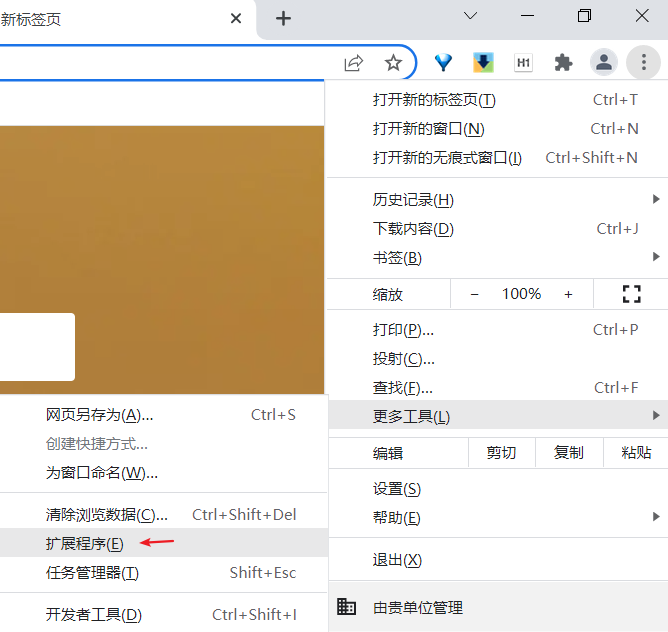 新标签页
H1
打开新的标签页(T) Ctrl+T
打开新的窗口(N) Ctrl+N
打开新的无痕式窗口(I) Ctrl+Shift+N
历史记录(H)
下载内容(D) Ctrl+J
书签(B)
缩放 − 100% +
打印(P)... Ctrl+P
投射(C)...
查找(F)... Ctrl+F
更多工具(L)
编辑 剪切 复制 粘贴
设置(S)
帮助(E)
退出(X)
由贵单位管理
网页另存为(A)... Ctrl+S
创建快捷方式...
为窗口命名(W)...
清除浏览数据(C)... Ctrl+Shift+Del
扩展程序(E)
任务管理器(T) Shift+Esc
开发者工具(D) Ctrl+Shift+I